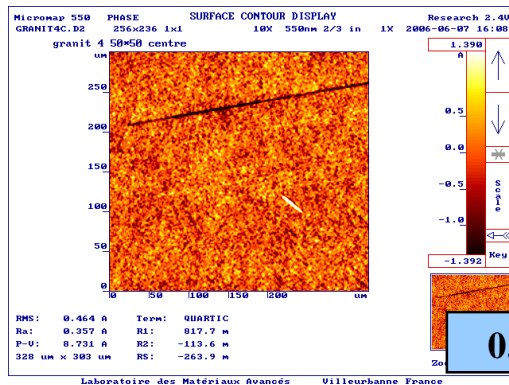 Micromap 550 PHASE SURFACE CONTOUR DISPLAY Research 2.4V
GRANIT4C.D2 256x236 1x1 10X 550nm 2/3 in 1X 2006-06-07 16:08
granit 4 50*50 centre
1.390
um
A
250
0.5
200
0.0
150
-0.5
Scale
100
-1.0
50
Key
0
-1.392
0 50 100 150 200 um
RMS: 0.464 A Term: QUARTIC
Ra: 0.357 A R1: 817.7 m
P-V: 8.731 A R2: -113.6 m
328 um x 303 um RS: -263.9 m
0.
Laboratoire des Matériaux Avancés Villeurbanne France